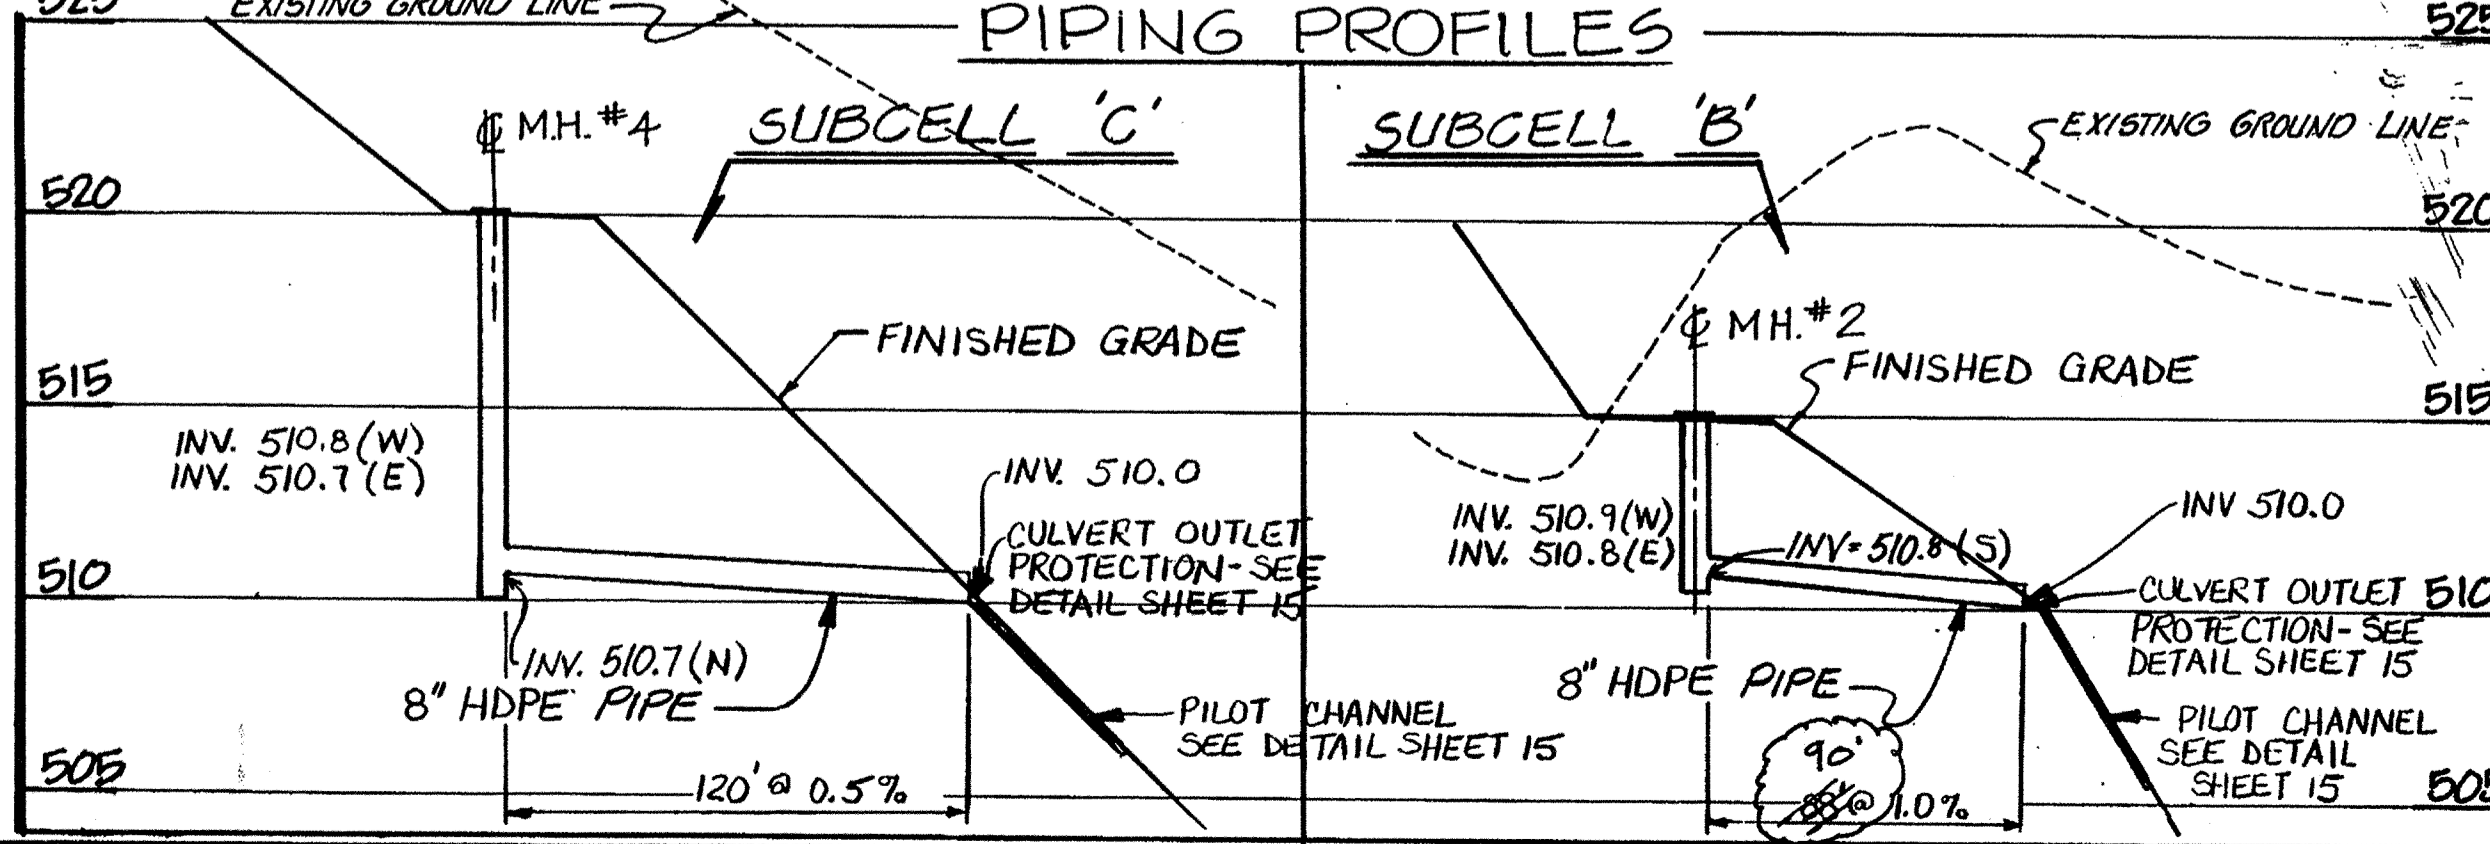 525
EXISTING GROUND LINE
PIPING PROFILES
525
℄ M.H. #4
SUBCELL 'C'
SUBCELL 'B'
EXISTING GROUND LINE
520
520
℄ M.H. #2
FINISHED GRADE
FINISHED GRADE
515
515
INV. 510.8 (W)
INV. 510.7 (E)
INV. 510.0
CULVERT OUTLET
PROTECTION - SEE
DETAIL SHEET 15
INV. 510.9 (W)
INV. 510.8 (E)
INV = 510.8 (S)
INV 510.0
CULVERT OUTLET
PROTECTION - SEE
DETAIL SHEET 15
510
510
INV. 510.7 (N)
8" HDPE PIPE
8" HDPE PIPE
PILOT CHANNEL
SEE DETAIL SHEET 15
PILOT CHANNEL
SEE DETAIL
SHEET 15
505
505
120' @ 0.5%
90'
@ 1.0%